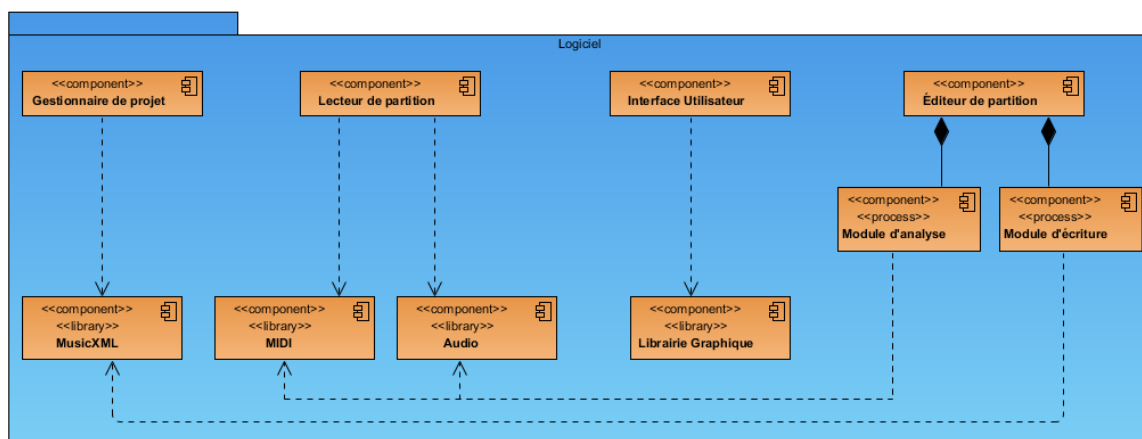 Logiciel
<<component>>
Gestionnaire de projet
<<component>>
Lecteur de partition
<<component>>
Interface Utilisateur
<<component>>
Éditeur de partition
<<component>>
<<process>>
Module d'analyse
<<component>>
<<process>>
Module d'écriture
<<component>>
<<library>>
MusicXML
<<component>>
<<library>>
MIDI
<<component>>
<<library>>
Audio
<<component>>
<<library>>
Librairie Graphique